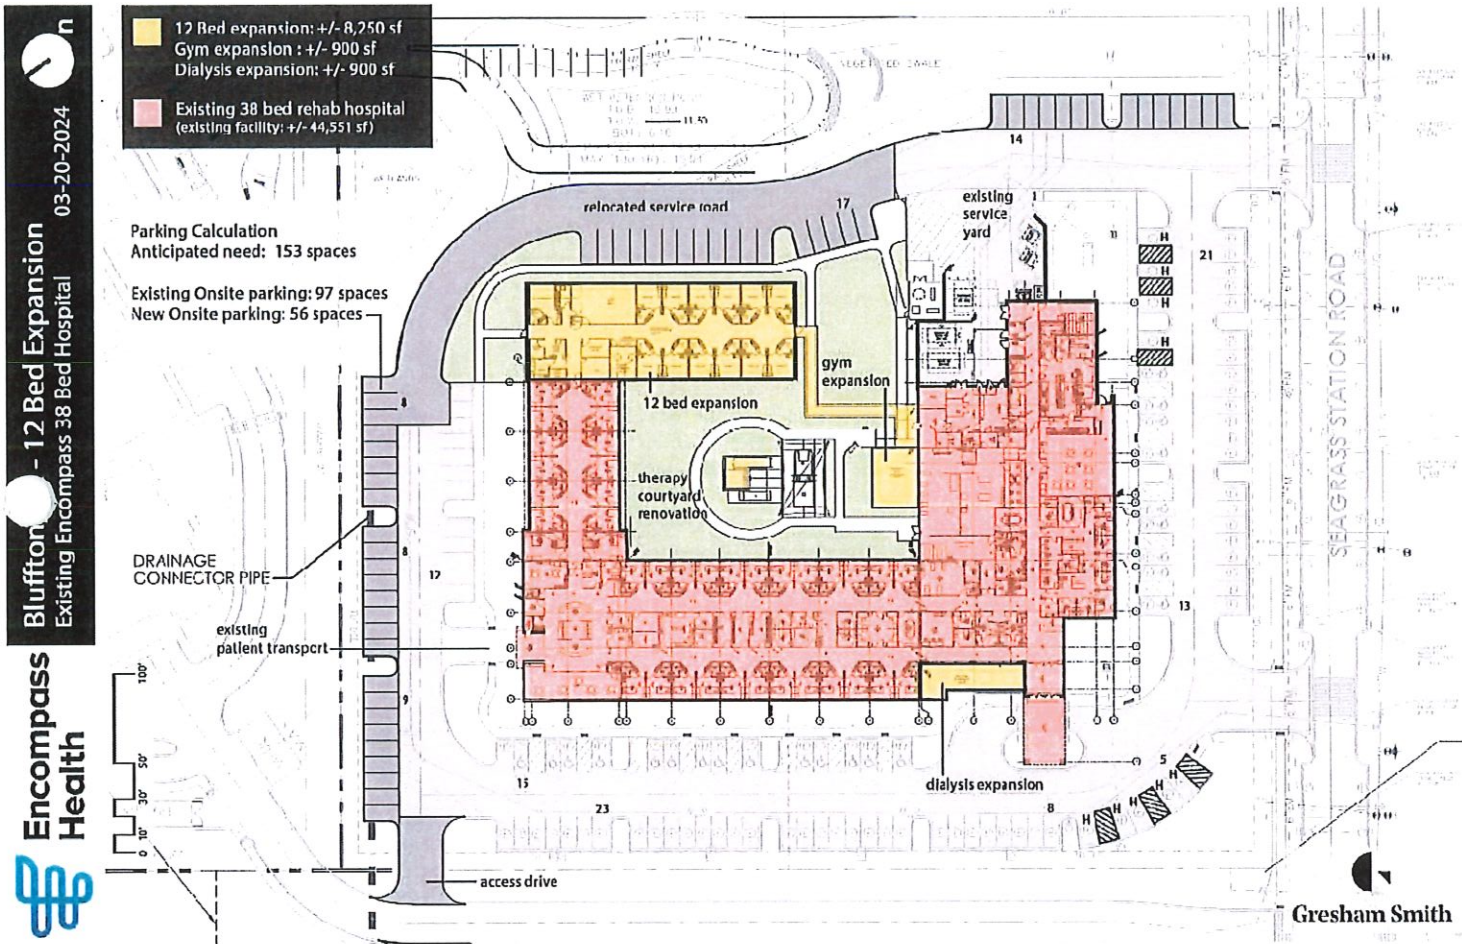 12 Bed expansion: +/- 8,250 sf
Gym expansion : +/- 900 sf
Dialysis expansion: +/- 900 sf
Existing 38 bed rehab hospital
(existing facility: +/- 44,551 sf)
n
03-20-2024
- 12 Bed Expansion
Bluffton
Existing Encompass 38 Bed Hospital
Encompass
Health
Parking Calculation
Anticipated need: 153 spaces
Existing Onsite parking: 97 spaces
New Onsite parking: 56 spaces
relocated service road
17
14
existing
service
yard
11
H
H
H
H
21
SEAGRASS STATION ROAD
gym
expansion
12 bed expansion
therapy
courtyard
renovation
4
DRAINAGE
CONNECTOR PIPE
8
12
existing
patient transport
9
13
15
23
dialysis expansion
8
5
H
H
H
H
access drive
100'
50'
30'
10'
0
Gresham Smith